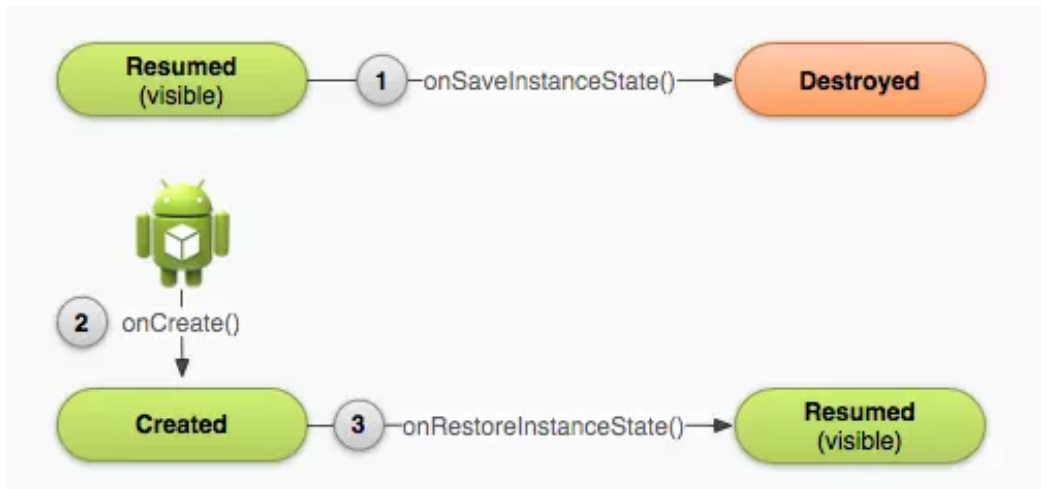 Resumed
(visible)
1
onSaveInstanceState()
Destroyed
2
onCreate()
Created
3
onRestoreInstanceState()
Resumed
(visible)